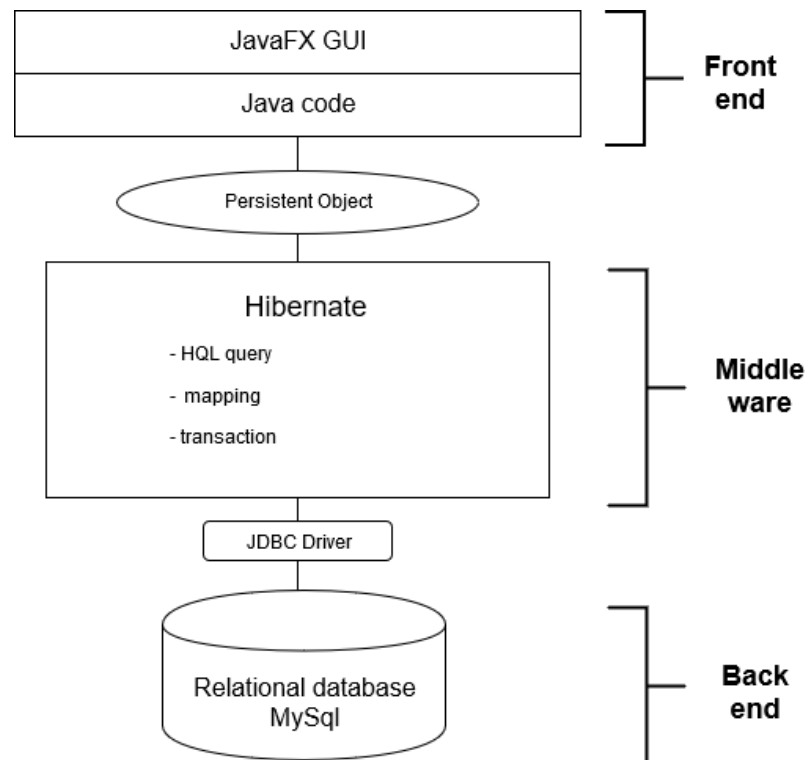 JavaFX GUI
Java code
Front
end
Persistent Object
Hibernate
- HQL query
- mapping
- transaction
Middle
ware
JDBC Driver
Relational database
MySql
Back
end